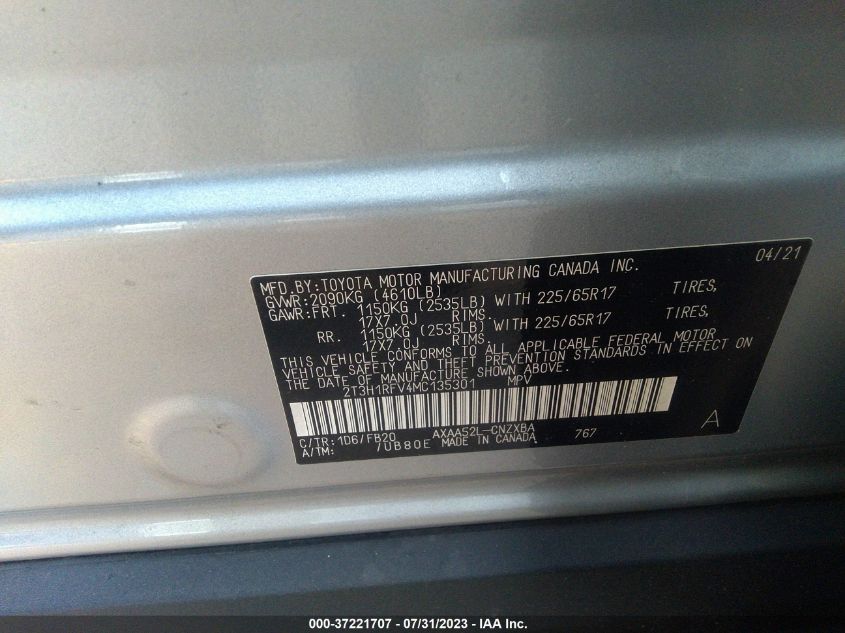 04/21
MFD.BY:TOYOTA MOTOR MANUFACTURING CANADA INC.
GVWR:2090KG (4610LB)
GAWR:FRT. 1150KG (2535LB) WITH 225/65R17 TIRES,
17X7.0J RIMS.
RR. 1150KG (2535LB) WITH 225/65R17 TIRES,
17X7.0J RIMS.
THIS VEHICLE CONFORMS TO ALL APPLICABLE FEDERAL MOTOR
VEHICLE SAFETY AND THEFT PREVENTION STANDARDS IN EFFECT ON
THE DATE OF MANUFACTURE SHOWN ABOVE.
2T3H1RFV4MC135301 MPV
C/TR:1D6/FB20 AXAA52L-CNZXBA 767 A
A/TM: /UB80E MADE IN CANADA
000-37221707 - 07/31/2023 - IAA Inc.